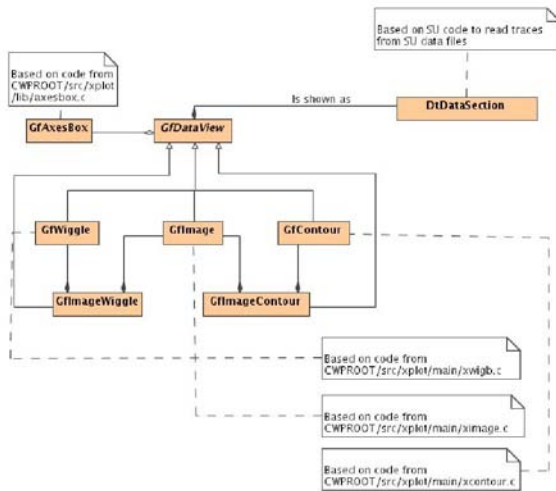 Based on SU code to read traces
from SU data files
Based on code from
CWPROOT/src/xplot
/lib/axesbox.c
Is shown as
DtDataSection
GfAxesBox
GfDataView
GfWiggle
GfImage
GfContour
GfImageWiggle
GfImageContour
Based on code from
CWPROOT/src/xplot/main/xwigb.c
Based on code from
CWPROOT/src/xplot/main/ximage.c
Based on code from
CWPROOT/src/xplot/main/xcontour.c